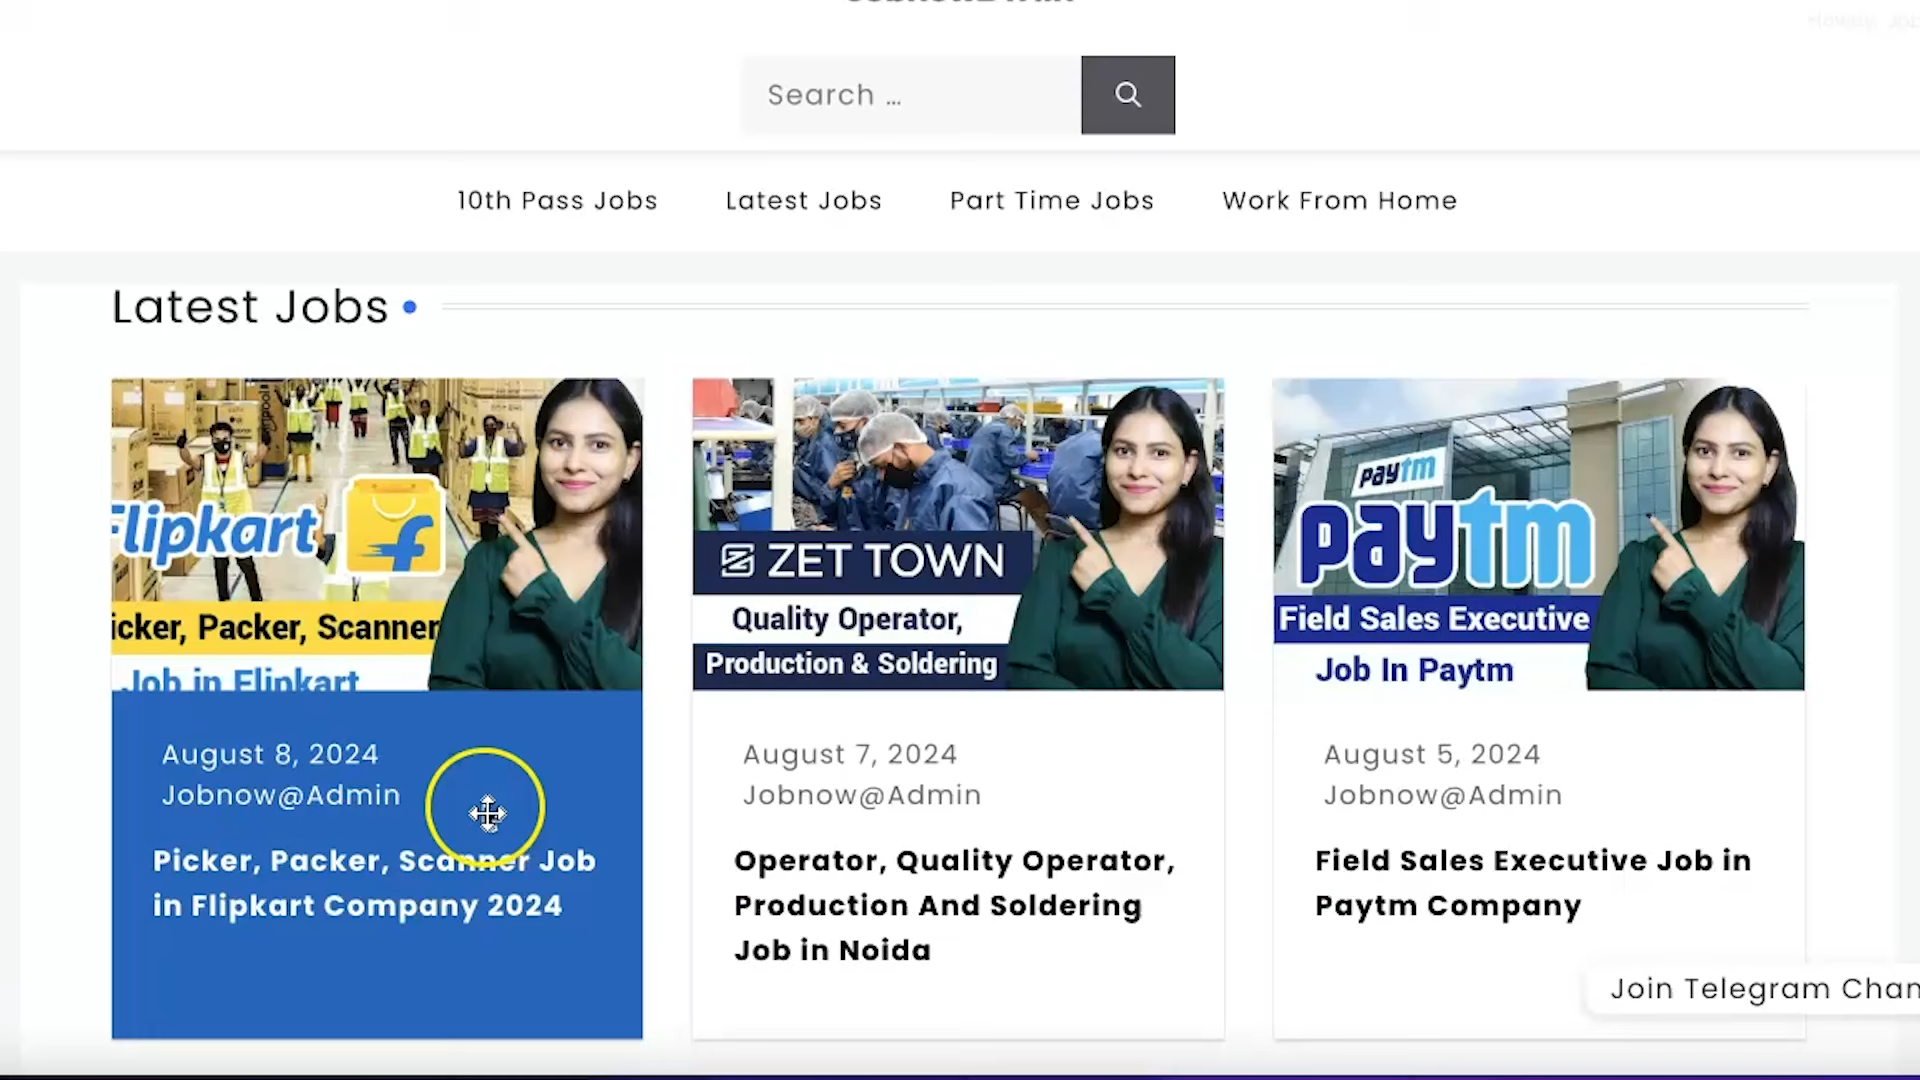 Search …
10th Pass Jobs
Latest Jobs
Part Time Jobs
Work From Home
Latest Jobs
Flipkart
icker, Packer, Scanner
Job in Flipkart
August 8, 2024
Jobnow@Admin
Picker, Packer, Scanner Job
in Flipkart Company 2024
ZET TOWN
Quality Operator,
Production & Soldering
August 7, 2024
Jobnow@Admin
Operator, Quality Operator,
Production And Soldering
Job in Noida
paytm
paytm
Field Sales Executive
Job In Paytm
August 5, 2024
Jobnow@Admin
Field Sales Executive Job in
Paytm Company
Join Telegram Chan